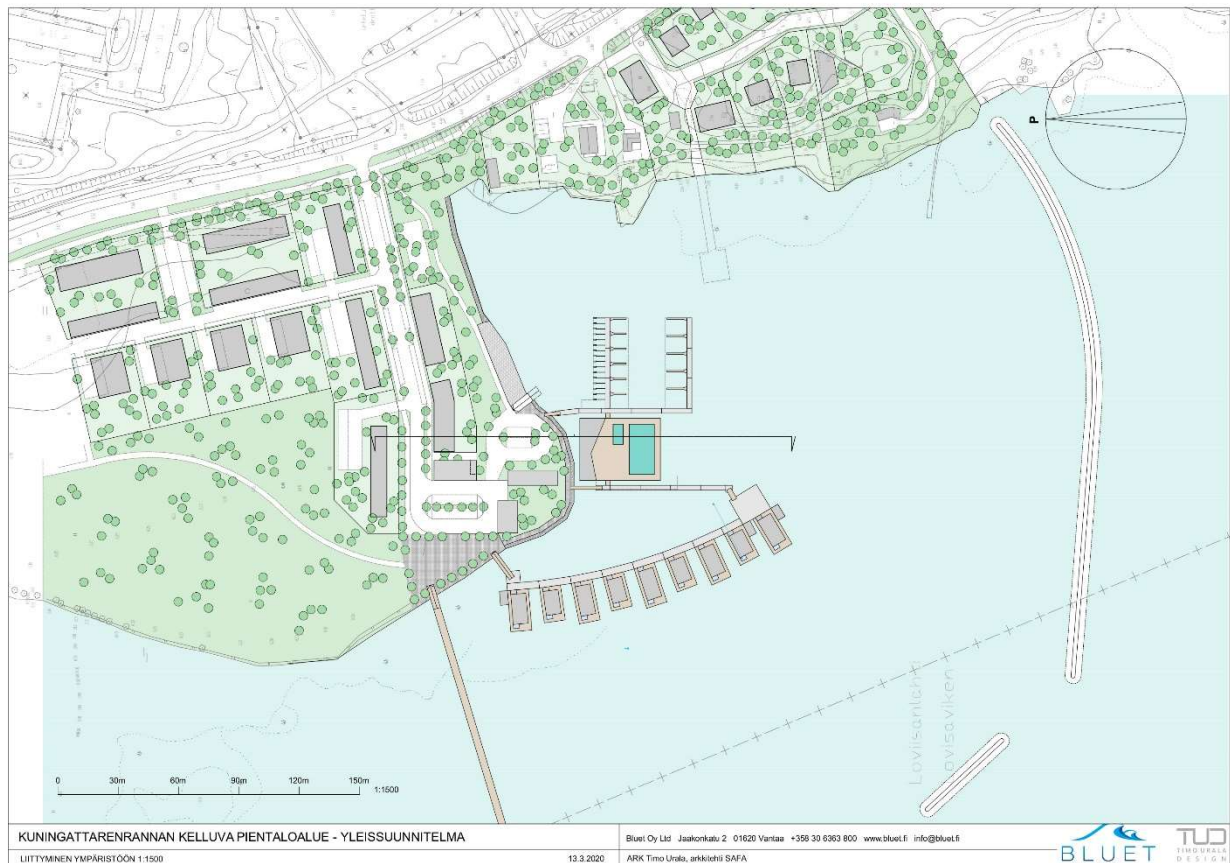 P
Loviisanlahti
Lovisaviken
0 30m 60m 90m 120m 150m
1:1500
KUNINGATTARENRANNAN KELLUVA PIENTALOALUE - YLEISSUUNNITELMA
LIITTYMINEN YMPÄRISTÖÖN 1:1500
13.3.2020
Bluet Oy Ltd Jaakonkatu 2 01620 Vantaa +358 30 6363 800 www.bluet.fi info@bluet.fi
ARK Timo Urala, arkkitehti SAFA
BLUET
TUD
TIMO URALA
DESIGN